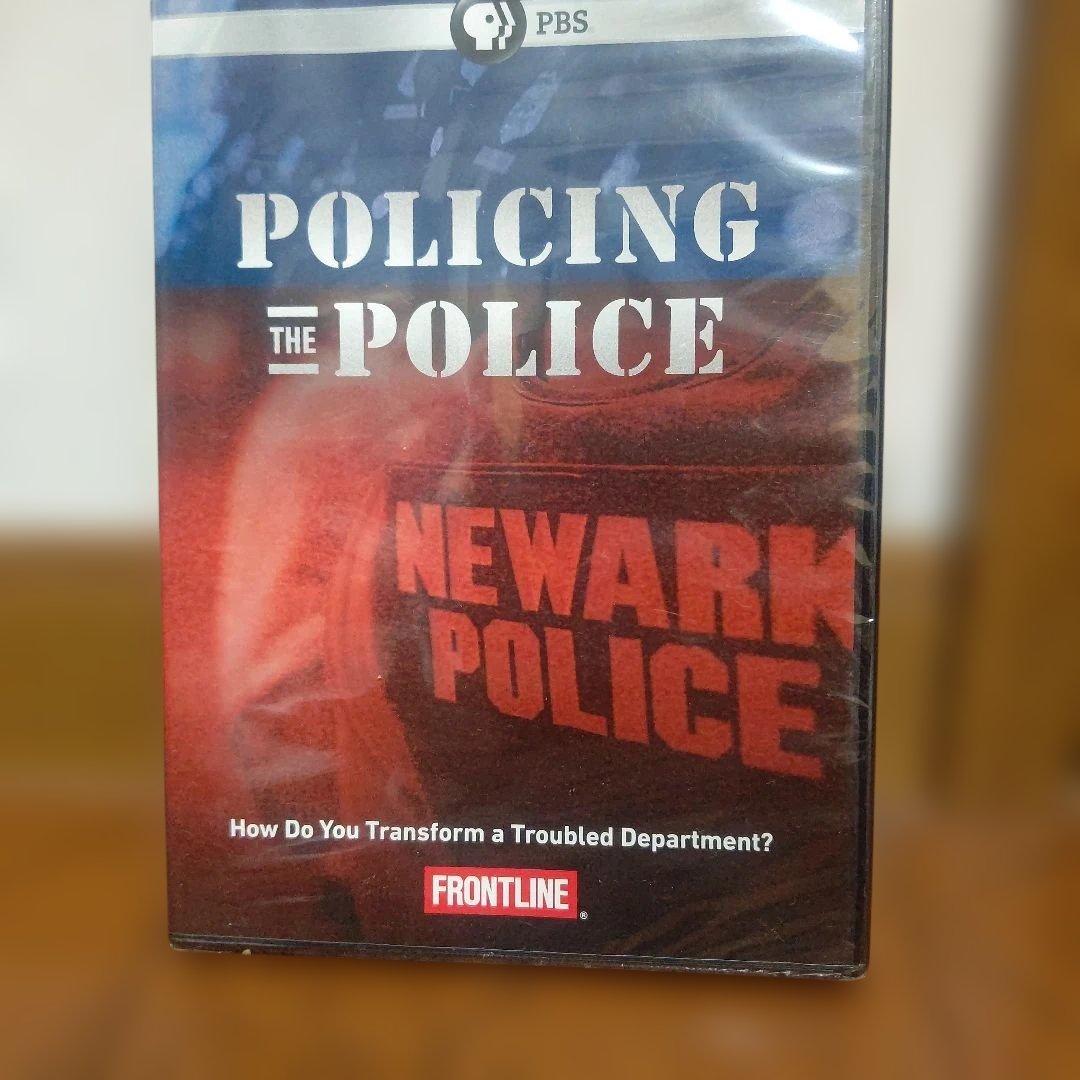 PBS
POLICING
THE POLICE
NEWARK
POLICE
How Do You Transform a Troubled Department?
FRONTLINE®